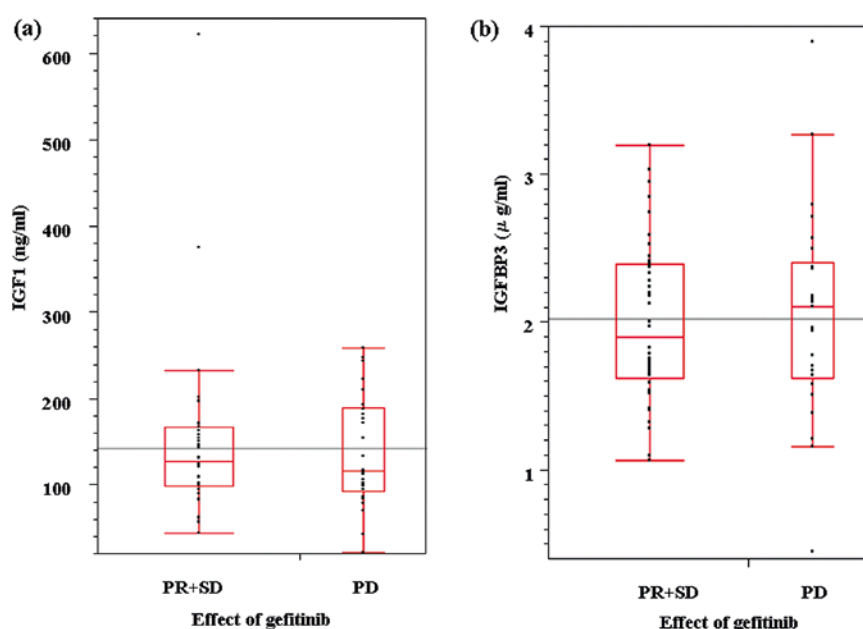 (a)
IGF1 (ng/ml)
600
500
400
300
200
100
PR+SD PD
Effect of gefitinib
(b)
IGFBP3 (μ g/ml)
4
3
2
1
PR+SD PD
Effect of gefitinib